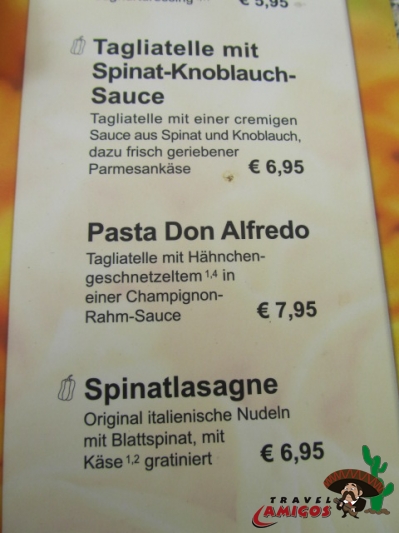 € 5,95
Tagliatelle mit
Spinat-Knoblauch-
Sauce
Tagliatelle mit einer cremigen
Sauce aus Spinat und Knoblauch,
dazu frisch geriebener
Parmesankäse € 6,95
Pasta Don Alfredo
Tagliatelle mit Hähnchen-
geschnetzeltem 1,4 in
einer Champignon-
Rahm-Sauce € 7,95
Spinatlasagne
Original italienische Nudeln
mit Blattspinat, mit
Käse 1,2 gratiniert € 6,95
TRAVEL
AMIGOS